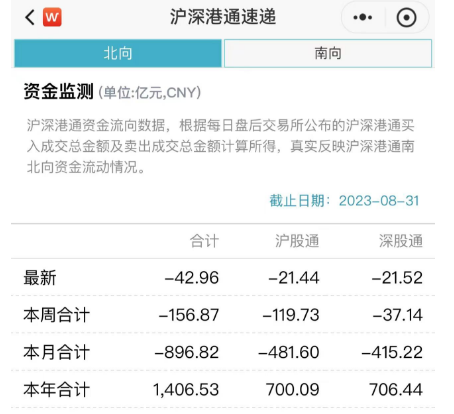 W
沪深港通速递
北向 南向
资金监测 (单位:亿元,CNY)
沪深港通资金流向数据，根据每日盘后交易所公布的沪深港通买
入成交总金额及卖出成交总金额计算所得，真实反映沪深港通南
北向资金流动情况。
截止日期：2023-08-31
合计 沪股通 深股通
最新 -42.96 -21.44 -21.52
本周合计 -156.87 -119.73 -37.14
本月合计 -896.82 -481.60 -415.22
本年合计 1,406.53 700.09 706.44